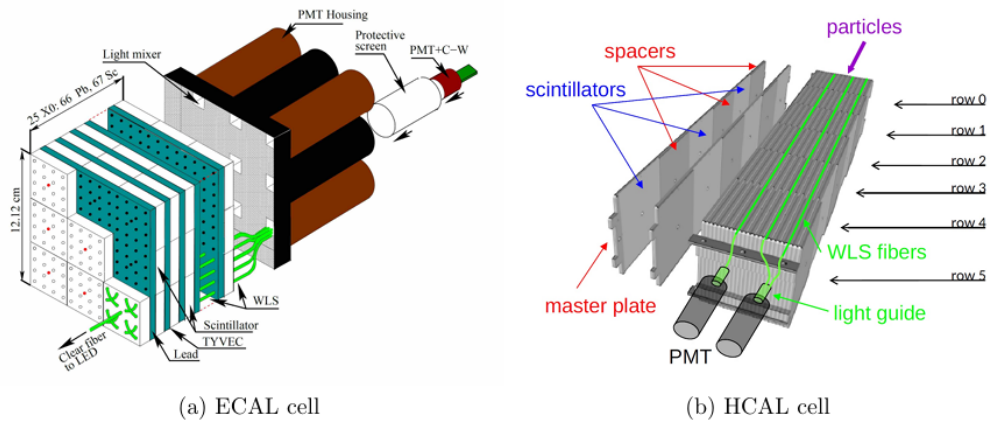 PMT Housing
Protective
screen
Light mixer
PMT+C−W
25 X0: 66 Pb, 67 Sc
12.12 cm
WLS
Scintillator
TYVEC
Lead
Clear fiber
to LED
(a) ECAL cell
particles
spacers
scintillators
row 0
row 1
row 2
row 3
row 4
WLS fibers
row 5
master plate
light guide
PMT
(b) HCAL cell